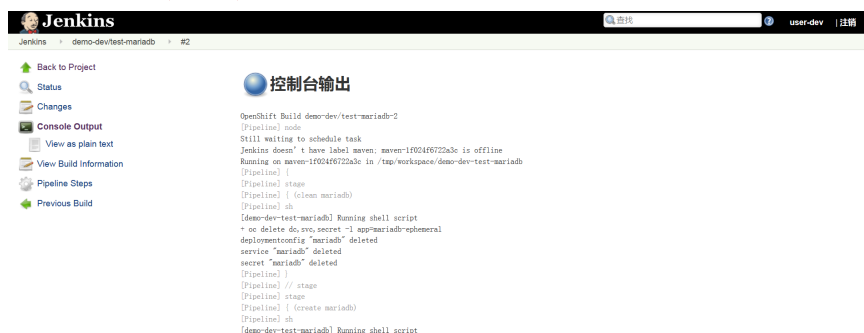 Jenkins
查找
user-dev
| 注销
Jenkins
demo-dev/test-mariadb
#2
Back to Project
Status
Changes
Console Output
View as plain text
View Build Information
Pipeline Steps
Previous Build
控制台输出
OpenShift Build demo-dev/test-mariadb-2
[Pipeline] node
Still waiting to schedule task
Jenkins doesn't have label maven; maven-1f024f6722a3c is offline
Running on maven-1f024f6722a3c in /tmp/workspace/demo-dev-test-mariadb
[Pipeline] {
[Pipeline] stage
[Pipeline] { (clean mariadb)
[Pipeline] sh
[demo-dev-test-mariadb] Running shell script
+ oc delete dc,svc,secret -l app=mariadb-ephemeral
deploymentconfig "mariadb" deleted
service "mariadb" deleted
secret "mariadb" deleted
[Pipeline] }
[Pipeline] // stage
[Pipeline] stage
[Pipeline] { (create mariadb)
[Pipeline] sh
[demo-dev-test-mariadb] Running shell script